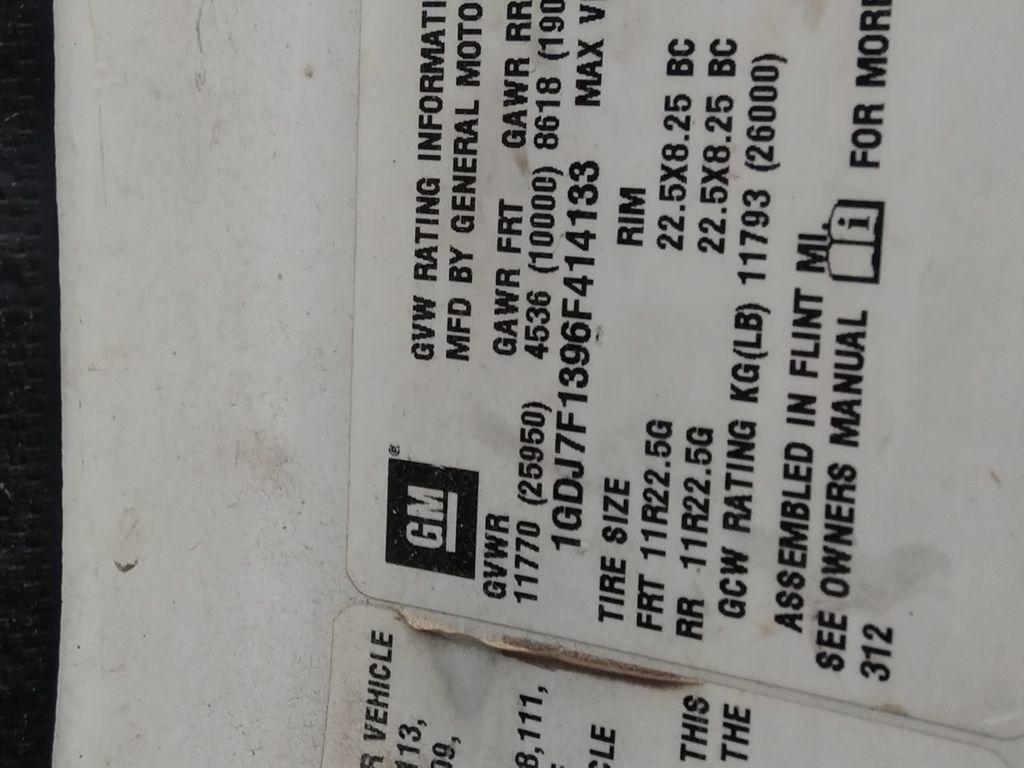 GM
®
GVW RATING INFORMATI
MFD BY GENERAL MOTO
GVWR GAWR FRT GAWR RR
11770 (25950) 4536 (10000) 8618 (190
1GDJ7F1396F414133 MAX V
TIRE SIZE RIM
FRT 11R22.5G 22.5X8.25 BC
RR 11R22.5G 22.5X8.25 BC
GCW RATING KG(LB) 11793 (26000)
ASSEMBLED IN FLINT MI.
SEE OWNERS MANUAL i FOR MORE
312
R VEHICLE
113,
09,
8,111,
CLE
THIS
THE